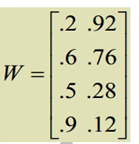 .2 .92
.6 .76
W = .5 .28
.9 .12